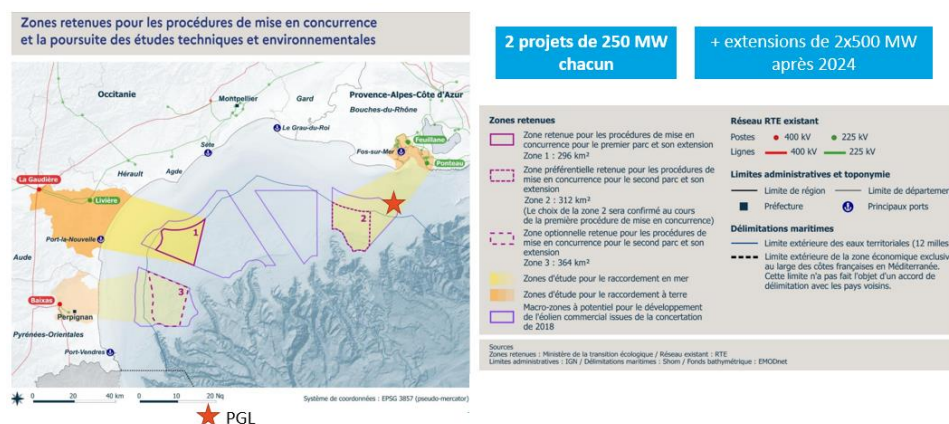 Zones retenues pour les procédures de mise en concurrence
et la poursuite des études techniques et environnementales
Occitanie
Montpellier
Gard
Provence-Alpes-Côte d'Azur
Bouches-du-Rhône
Le Grau-du-Roi
Feuillane
Fos-sur-Mer
Ponteau
Sète
Hérault
Agde
La Gaudière
Livière
Port-la-Nouvelle
1
2
Aude
3
Baixas
Perpignan
Pyrénées-Orientales
Port-Vendres
0 20 40 km
0 10 20 Nq
Système de coordonnées : EPSG 3857 (pseudo-mercator)
PGL
2 projets de 250 MW
chacun
+ extensions de 2x500 MW
après 2024
Zones retenues
Zone retenue pour les procédures de mise en
concurrence pour le premier parc et son extension
Zone 1 : 296 km²
Zone préférentielle retenue pour les procédures de
mise en concurrence pour le second parc et son
extension
Zone 2 : 312 km²
(Le choix de la zone 2 sera confirmé au cours
de la première procédure de mise en concurrence)
Zone optionnelle retenue pour les procédures de
mise en concurrence pour le second parc et son
extension
Zone 3 : 364 km²
Zones d'étude pour le raccordement en mer
Zones d'étude pour le raccordement à terre
Macro-zones à potentiel pour le développement
de l'éolien commercial issues de la concertation
de 2018
Réseau RTE existant
Postes 400 kV 225 kV
Lignes 400 kV 225 kV
Limites administratives et toponymie
Limite de région Limite de départemen
Préfecture Principaux ports
Délimitations maritimes
Limite extérieure des eaux territoriales (12 milles
Limite extérieure de la zone économique exclusiv
au large des côtes françaises en Méditerranée.
Cette limite n'a pas fait l'objet d'un accord de
délimitation avec les pays voisins.
Sources
Zones retenues : Ministère de la transition écologique / Réseau existant : RTE
Limites administratives : IGN / Délimitations maritimes : Shom / Fonds bathymétrique : EMODnet